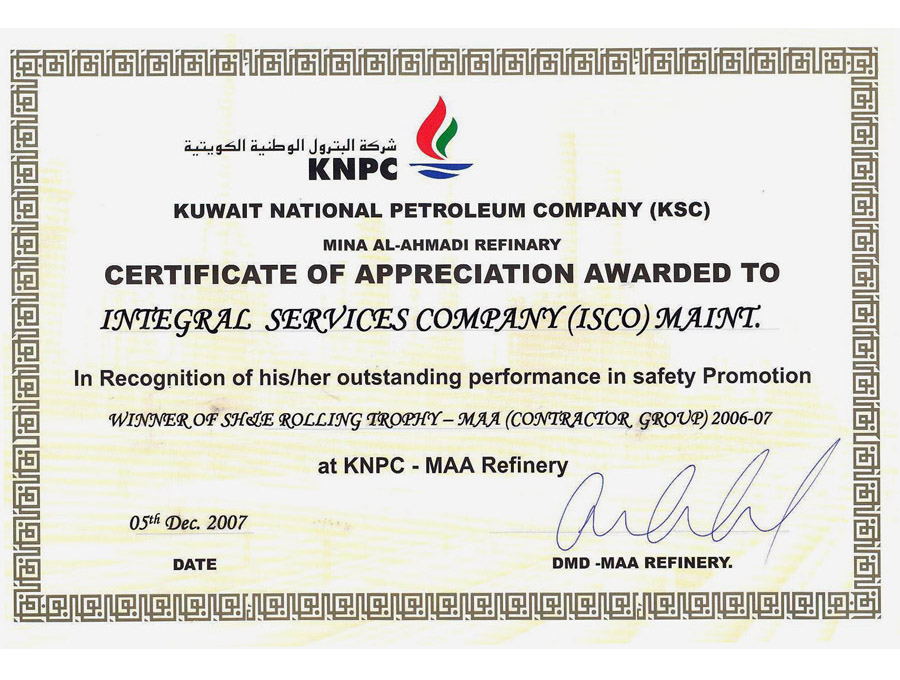 شركة البترول الوطنية الكويتية
KNPC
KUWAIT NATIONAL PETROLEUM COMPANY (KSC)
MINA AL-AHMADI REFINARY
CERTIFICATE OF APPRECIATION AWARDED TO
INTEGRAL SERVICES COMPANY (ISCO) MAINT.
In Recognition of his/her outstanding performance in safety Promotion
WINNER OF SH&E ROLLING TROPHY – MAA (CONTRACTOR GROUP) 2006-07
at KNPC - MAA Refinery
05th Dec. 2007
DATE
DMD -MAA REFINERY.